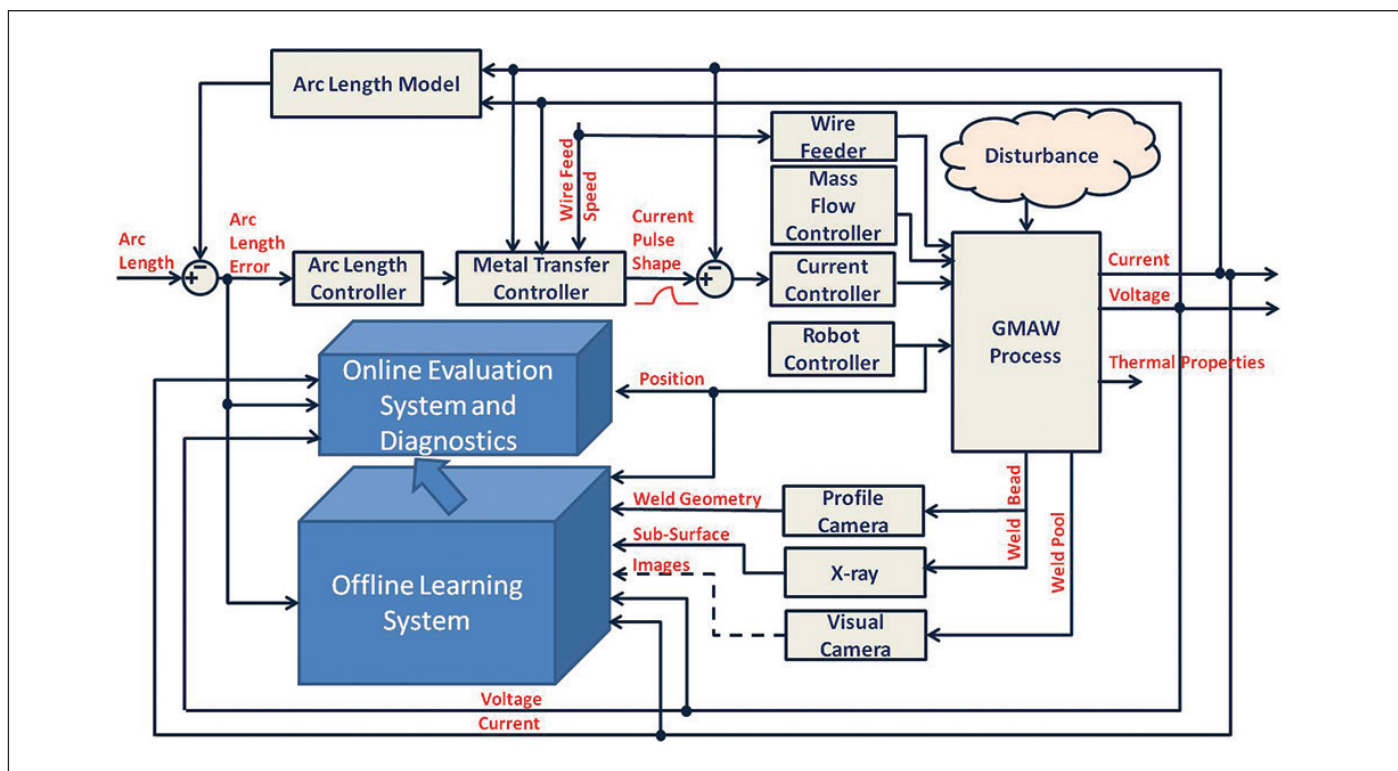 Arc Length Model
Wire
Feeder
Disturbance
Mass
Flow
Controller
Wire Feed
Speed
Arc
Length
Arc
Length
Error
Arc Length
Controller
Metal Transfer
Controller
Current
Pulse
Shape
Current
Controller
Current
Voltage
GMAW
Process
Thermal Properties
Robot
Controller
Online Evaluation
System and
Diagnostics
Position
Offline Learning
System
Weld Geometry
Sub-Surface
Images
Profile
Camera
X-ray
Visual
Camera
Weld Bead
Weld Pool
Voltage
Current